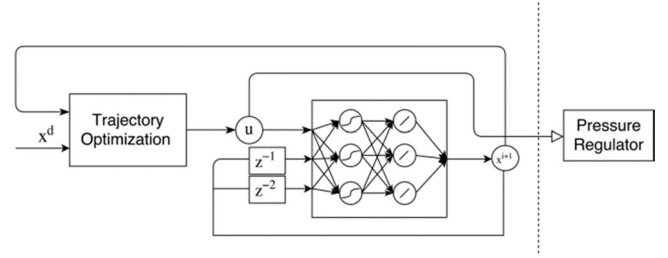 Trajectory
Optimization
x^d
u
z^-1
z^-2
x^i+1
Pressure
Regulator